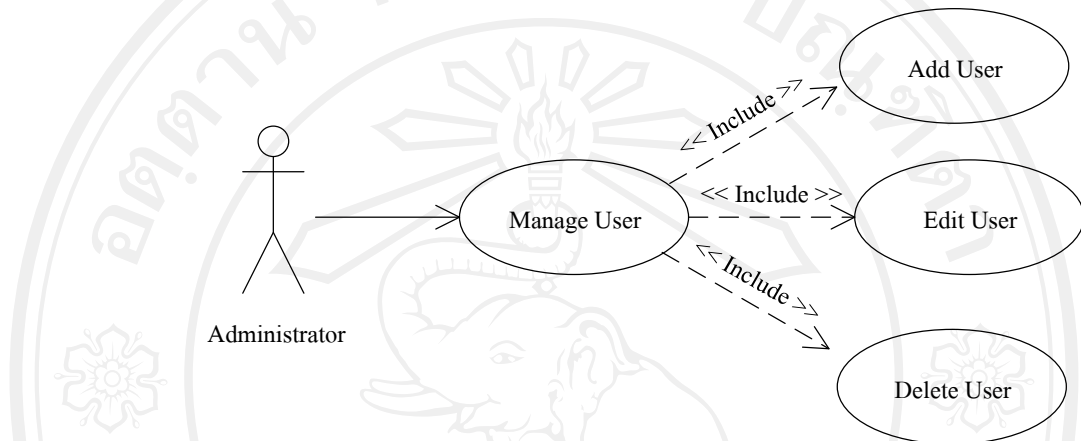 Add User
<< Include >>
Manage User
<< Include >>
Edit User
<< Include >>
Administrator
Delete User